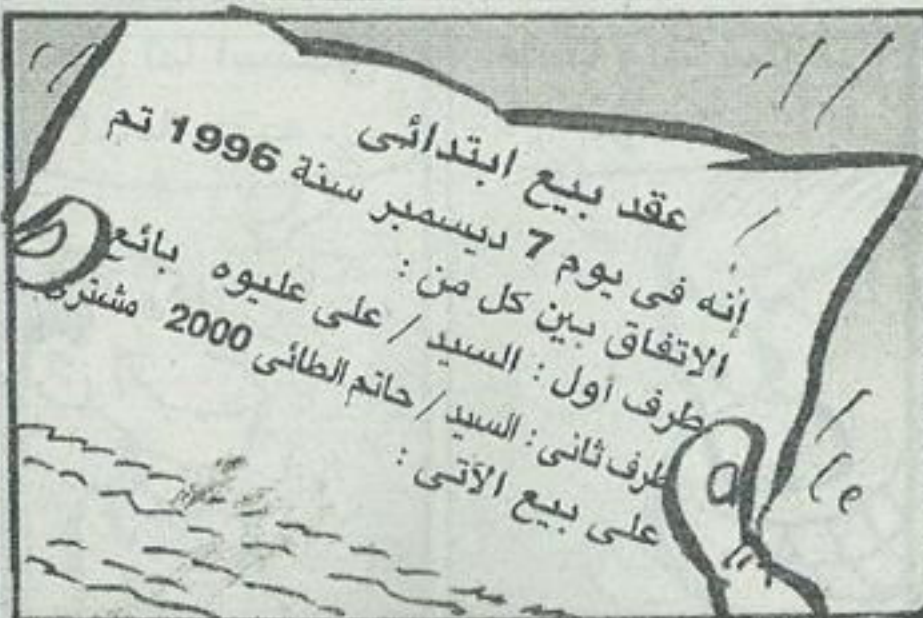 عقد بيع ابتدائى
إنه فى يوم 7 ديسمبر سنة 1996 تم
الاتفاق بين كل من :
طرف أول : السيد / على عليوه بائع
طرف ثانى : السيد / حاتم الطائى 2000 مشترى
على بيع الآتى :